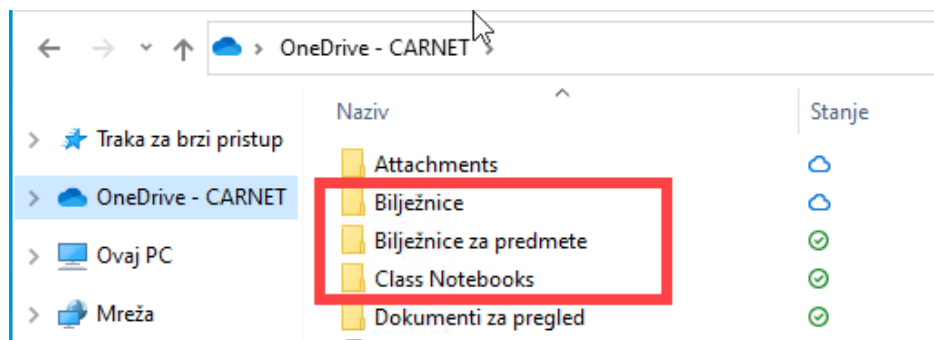 OneDrive - CARNET
Naziv
Stanje
Traka za brzi pristup
OneDrive - CARNET
Ovaj PC
Mreža
Attachments
Bilježnice
Bilježnice za predmete
Class Notebooks
Dokumenti za pregled